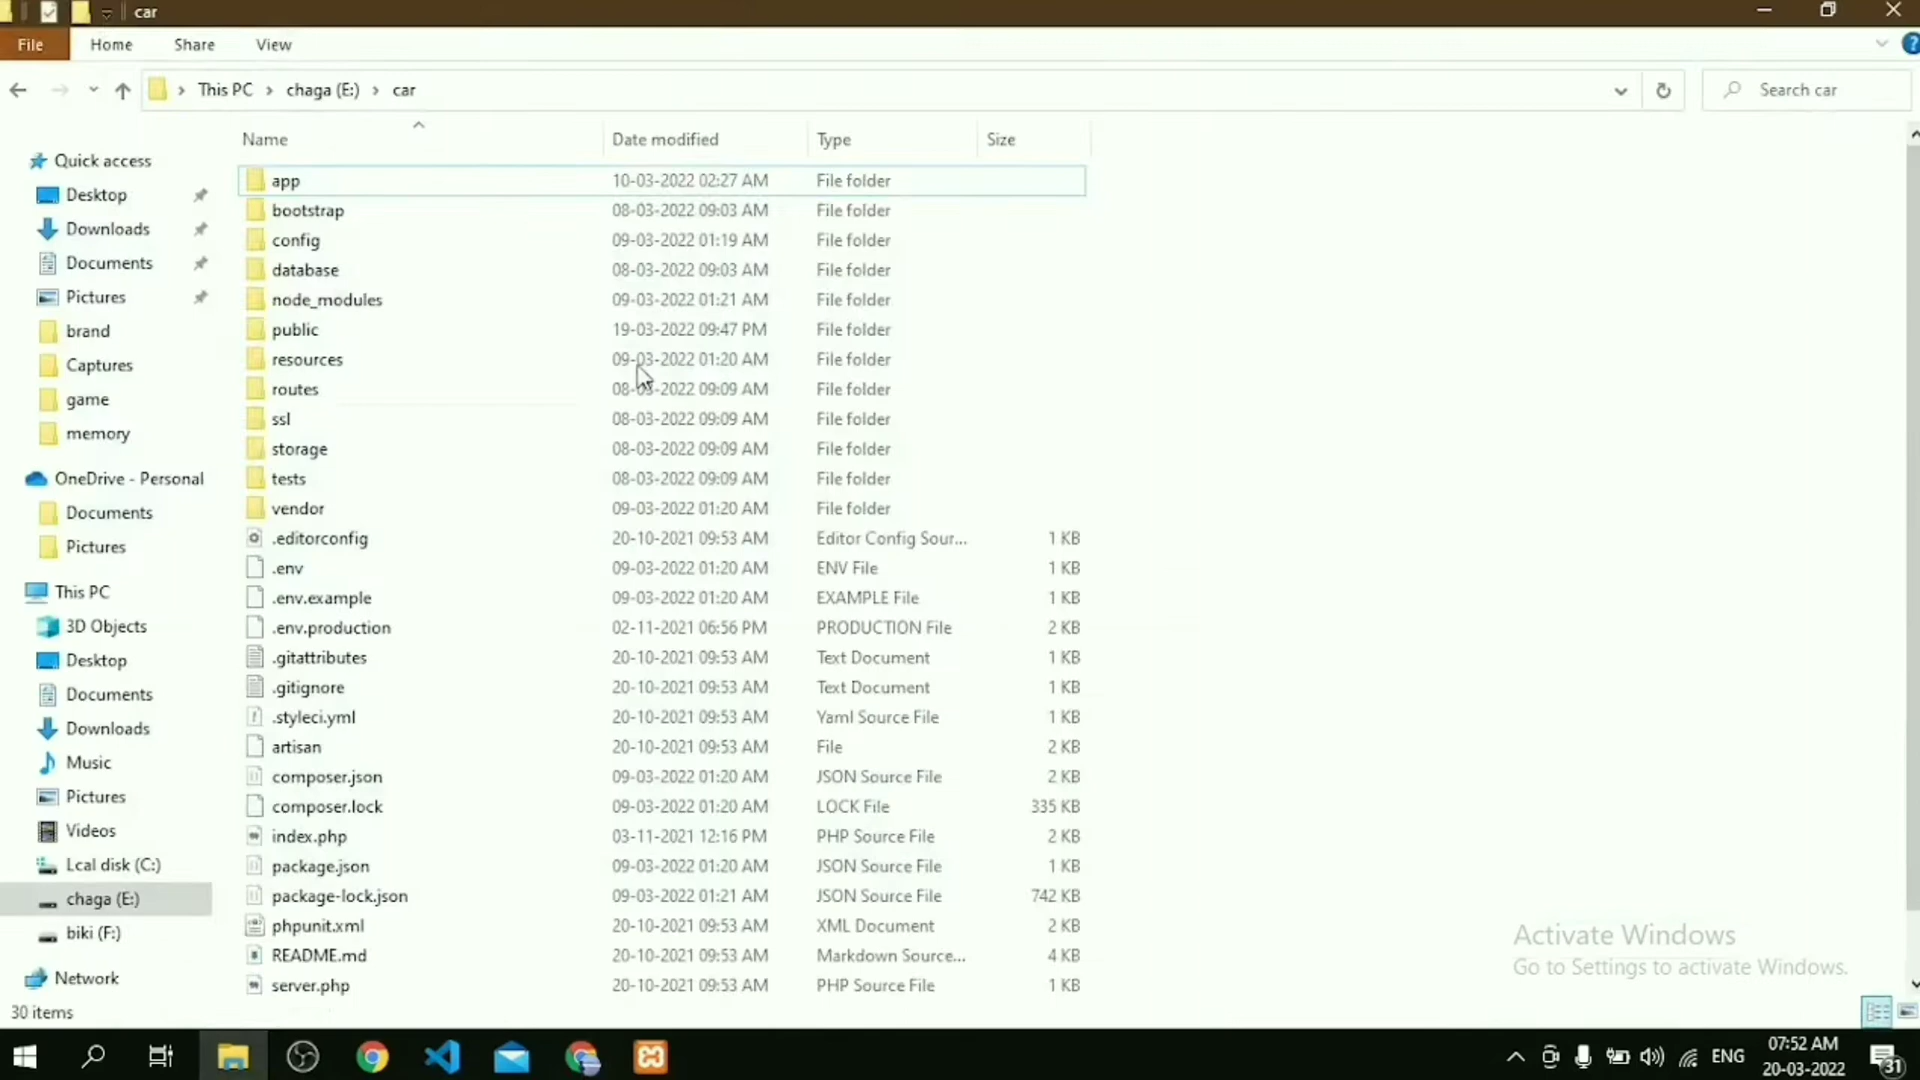 car
File Home Share View
This PC chaga (E:) car
Search car
Name Date modified Type Size
Quick access
Desktop
Downloads
Documents
Pictures
brand
Captures
game
memory
OneDrive - Personal
Documents
Pictures
This PC
3D Objects
Desktop
Documents
Downloads
Music
Pictures
Videos
Lcal disk (C:)
chaga (E:)
biki (F:)
Network
app 10-03-2022 02:27 AM File folder
bootstrap 08-03-2022 09:03 AM File folder
config 09-03-2022 01:19 AM File folder
database 08-03-2022 09:03 AM File folder
node_modules 09-03-2022 01:21 AM File folder
public 19-03-2022 09:47 PM File folder
resources 09-03-2022 01:20 AM File folder
routes 08-03-2022 09:09 AM File folder
ssl 08-03-2022 09:09 AM File folder
storage 08-03-2022 09:09 AM File folder
tests 08-03-2022 09:09 AM File folder
vendor 09-03-2022 01:20 AM File folder
.editorconfig 20-10-2021 09:53 AM Editor Config Sour... 1 KB
.env 09-03-2022 01:20 AM ENV File 1 KB
.env.example 09-03-2022 01:20 AM EXAMPLE File 1 KB
.env.production 02-11-2021 06:56 PM PRODUCTION File 2 KB
.gitattributes 20-10-2021 09:53 AM Text Document 1 KB
.gitignore 20-10-2021 09:53 AM Text Document 1 KB
.styleci.yml 20-10-2021 09:53 AM Yaml Source File 1 KB
artisan 20-10-2021 09:53 AM File 2 KB
composer.json 09-03-2022 01:20 AM JSON Source File 2 KB
composer.lock 09-03-2022 01:20 AM LOCK File 335 KB
index.php 03-11-2021 12:16 PM PHP Source File 2 KB
package.json 09-03-2022 01:20 AM JSON Source File 1 KB
package-lock.json 09-03-2022 01:21 AM JSON Source File 742 KB
phpunit.xml 20-10-2021 09:53 AM XML Document 2 KB
README.md 20-10-2021 09:53 AM Markdown Source... 4 KB
server.php 20-10-2021 09:53 AM PHP Source File 1 KB
Activate Windows
Go to Settings to activate Windows.
30 items
ENG
07:52 AM
20-03-2022
31